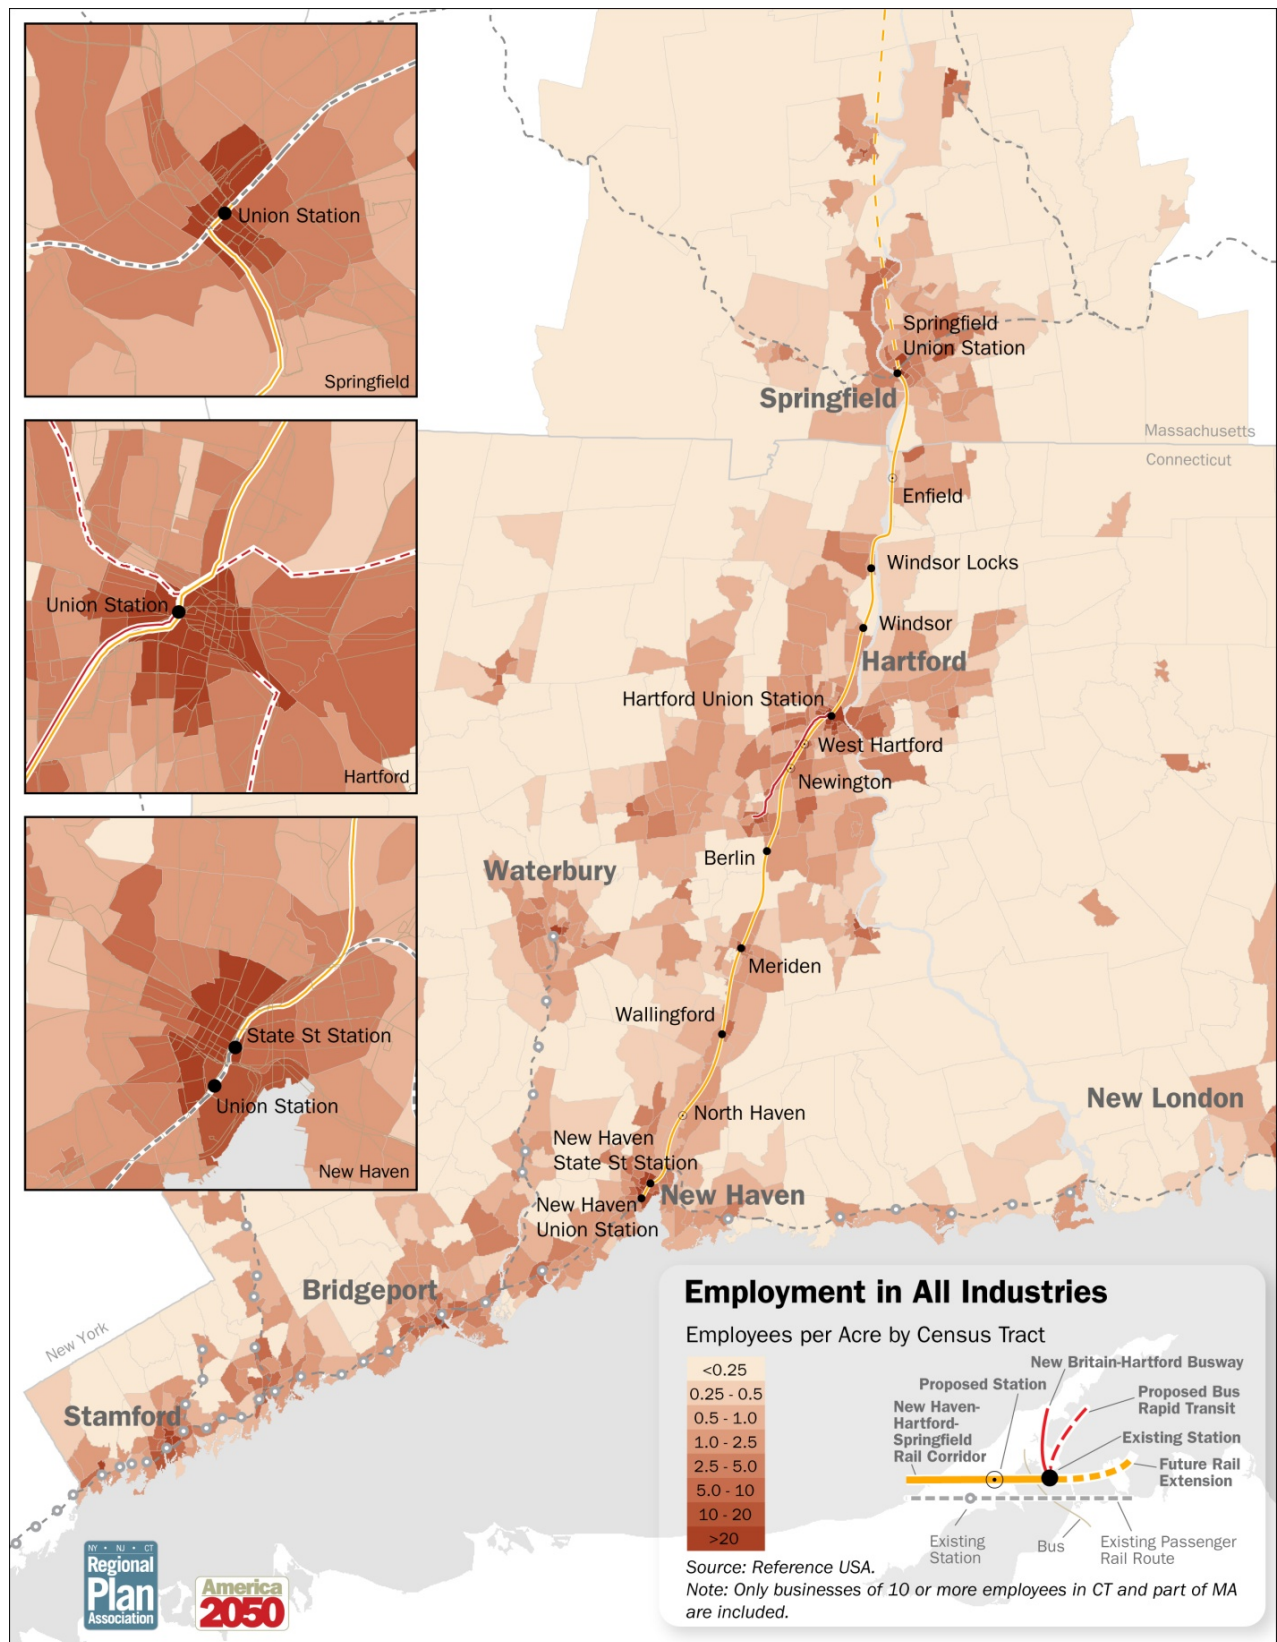 Union Station
Springfield
Union Station
Hartford
State St Station
Union Station
New Haven
Springfield
Union Station
Springfield
Massachusetts
Connecticut
Enfield
Windsor Locks
Windsor
Hartford
Hartford Union Station
West Hartford
Newington
Berlin
Waterbury
Meriden
Wallingford
New London
North Haven
New Haven
State St Station
New Haven
New Haven
Union Station
Bridgeport
New York
Stamford
Employment in All Industries
Employees per Acre by Census Tract
<0.25
0.25 - 0.5
0.5 - 1.0
1.0 - 2.5
2.5 - 5.0
5.0 - 10
10 - 20
>20
New Britain-Hartford Busway
Proposed Station
Proposed Bus
Rapid Transit
New Haven-
Hartford-
Springfield
Rail Corridor
Existing Station
Future Rail
Extension
Existing
Station
Bus
Existing Passenger
Rail Route
Source: Reference USA.
Note: Only businesses of 10 or more employees in CT and part of MA
are included.
NY • NJ • CT
Regional
Plan
Association
America
2050